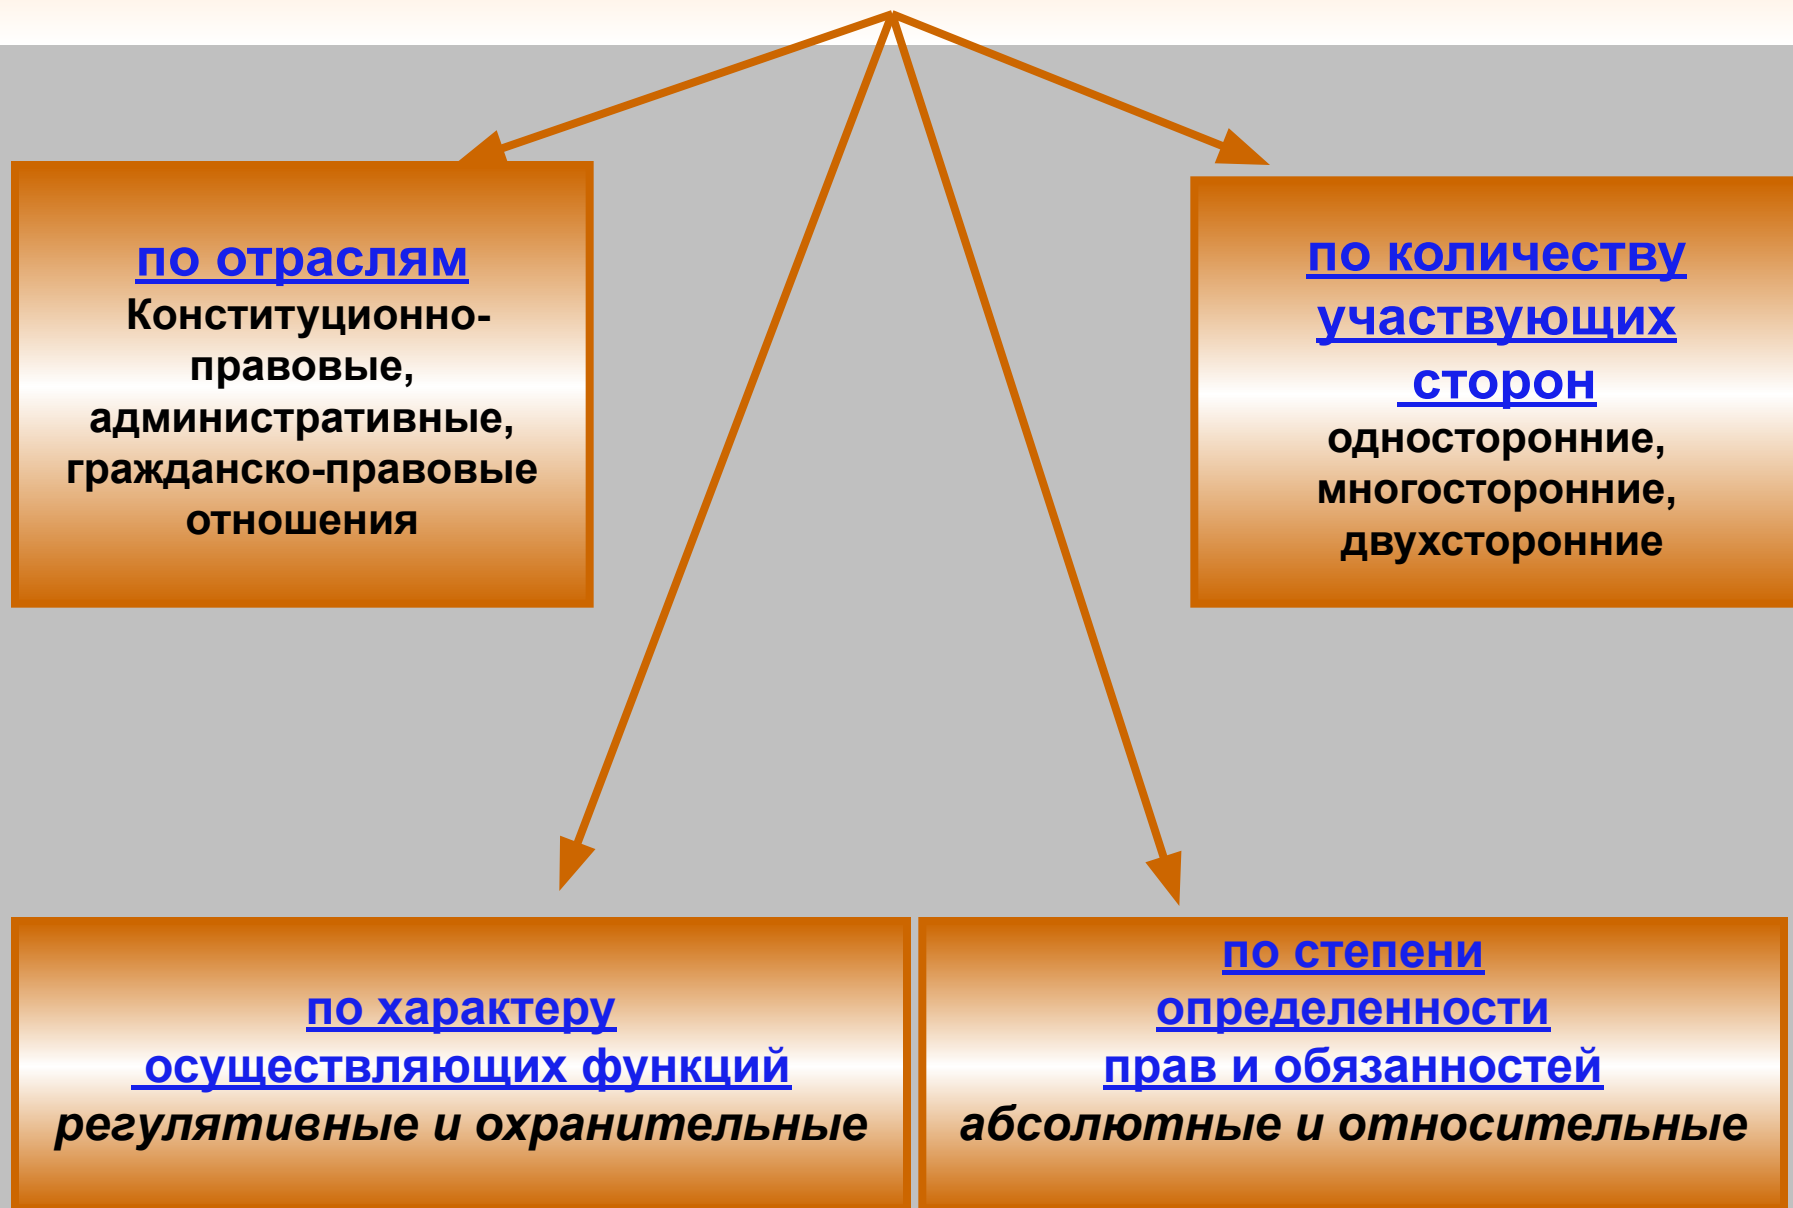 по отраслям
Конституционно-
правовые,
административные,
гражданско-правовые
отношения
по количеству
участвующих
сторон
односторонние,
многосторонние,
двухсторонние
по характеру
осуществляющих функций
регулятивные и охранительные
по степени
определенности
прав и обязанностей
абсолютные и относительные